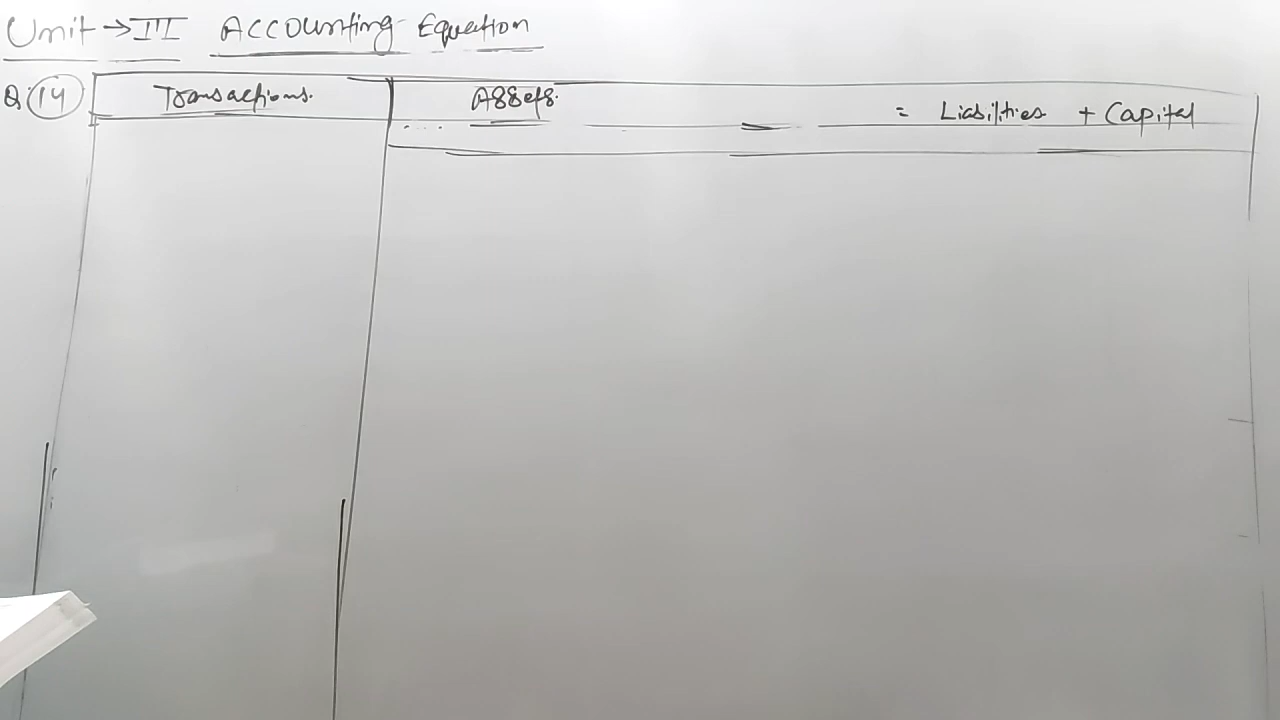 Unit → III Accounting Equation
Q. 14 Transactions. Assets. = Liabilities + Capital